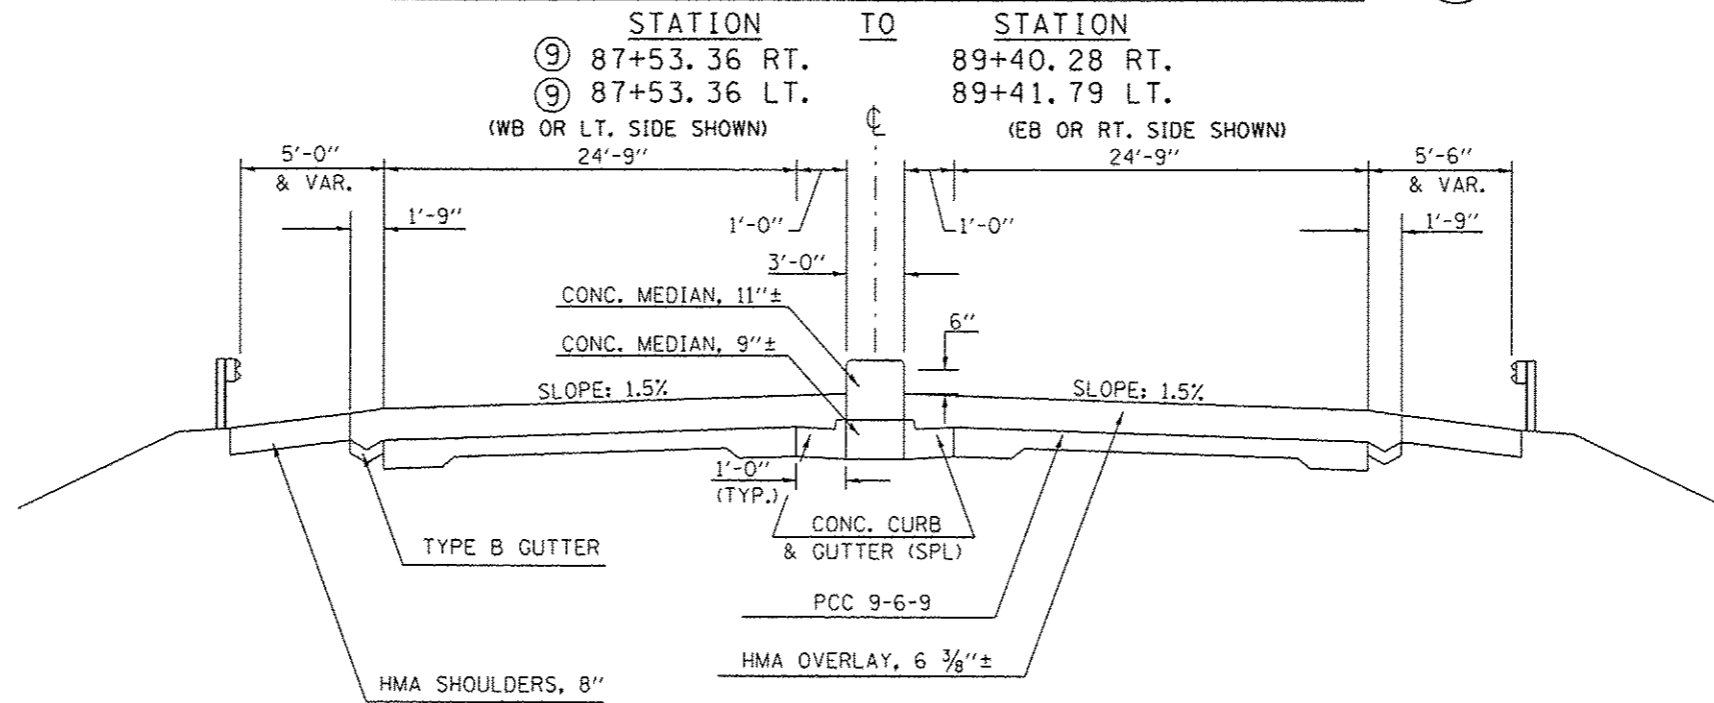 STATION TO STATION
⑨ 87+53.36 RT. 89+40.28 RT.
⑨ 87+53.36 LT. 89+41.79 LT.
(WB OR LT. SIDE SHOWN) ℄ (EB OR RT. SIDE SHOWN)
5'-0" 24'-9" 24'-9" 5'-6"
& VAR. & VAR.
1'-9" 1'-0" 1'-0" 1'-9"
3'-0"
CONC. MEDIAN, 11"±
6"
CONC. MEDIAN, 9"±
SLOPE: 1.5% SLOPE: 1.5%
1'-0"
(TYP.)
CONC. CURB
& GUTTER (SPL)
TYPE B GUTTER
PCC 9-6-9
HMA OVERLAY, 6 3/8"±
HMA SHOULDERS, 8"